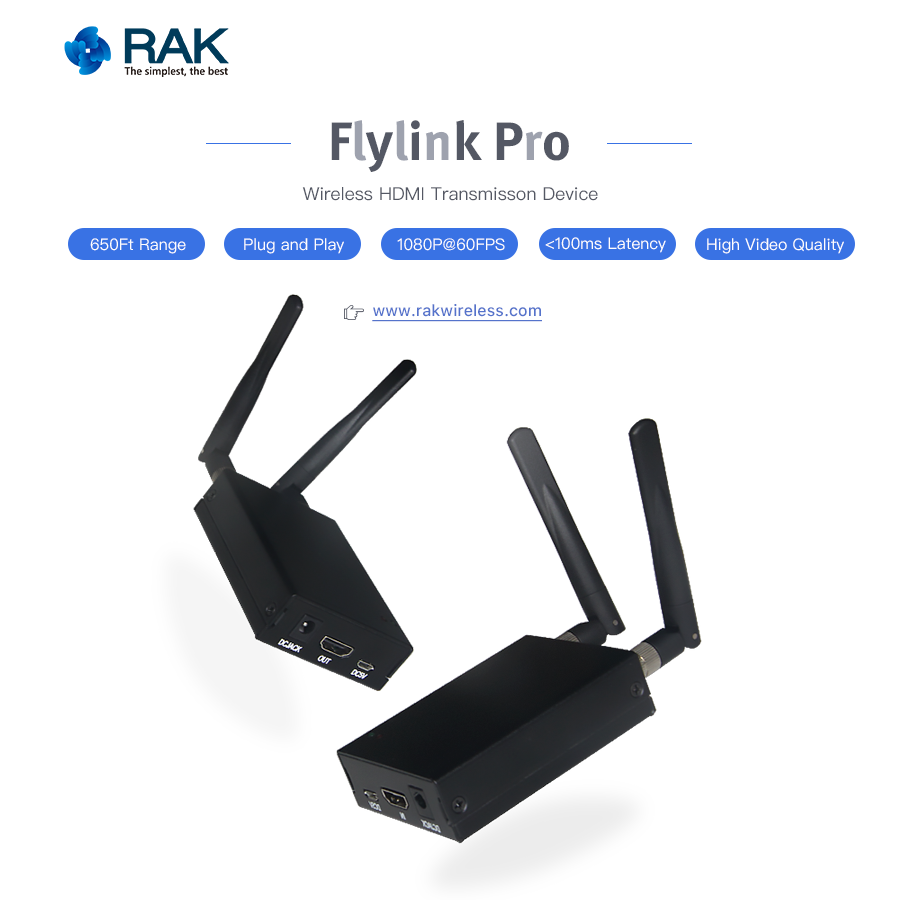 RAK
The simplest, the best
Flylink Pro
Wireless HDMI Transmisson Device
650Ft Range
Plug and Play
1080P@60FPS
<100ms Latency
High Video Quality
www.rakwireless.com
DCJACK
OUT
DC5V
DC5V
IN
DCJACK